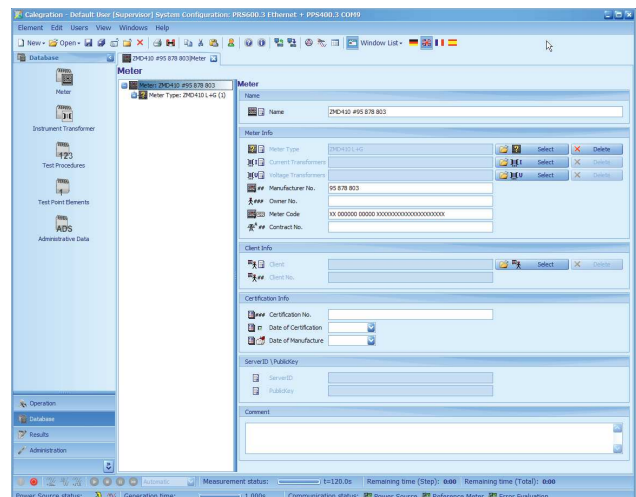 Calegration - Default User [Supervisor] System Configuration: PRS600.3 Ethernet + PPS400.3 COM9
Element Edit Users View Windows Help
New Open Window List
Database
ZMD410 #95 878 803|Meter
Meter
Meter: ZMD410 #95 878 803
Meter Type: ZMD410 L+G (1)
Meter
Instrument Transformer
123
Test Procedures
Test Point Elements
ADS
Administrative Data
Operation
Database
Results
Administration
Meter
Name
Name ZMD410 #95 878 803
Meter Info
Meter Type ZMD410 L+G Select Delete
Current Transformers Select Delete
Voltage Transformers Select Delete
## Manufacturer No. 95 878 803
### Owner No.
Meter Code XX 000000 00000 XXXXXXXXXXXXXXXXXXXXX
## Contract No.
Client Info
Client Select Delete
## Client No.
Certification Info
### Certification No.
Date of Certification
Date of Manufacture
ServerID \PublicKey
ServerID
PublicKey
Comment
Automatic Measurement status: t=120.0s Remaining time (Step): 0:00 Remaining time (Total): 0:00
Power Source status: Generation time: 1.000s Communication status: Power Source Reference Meter Error Evaluation